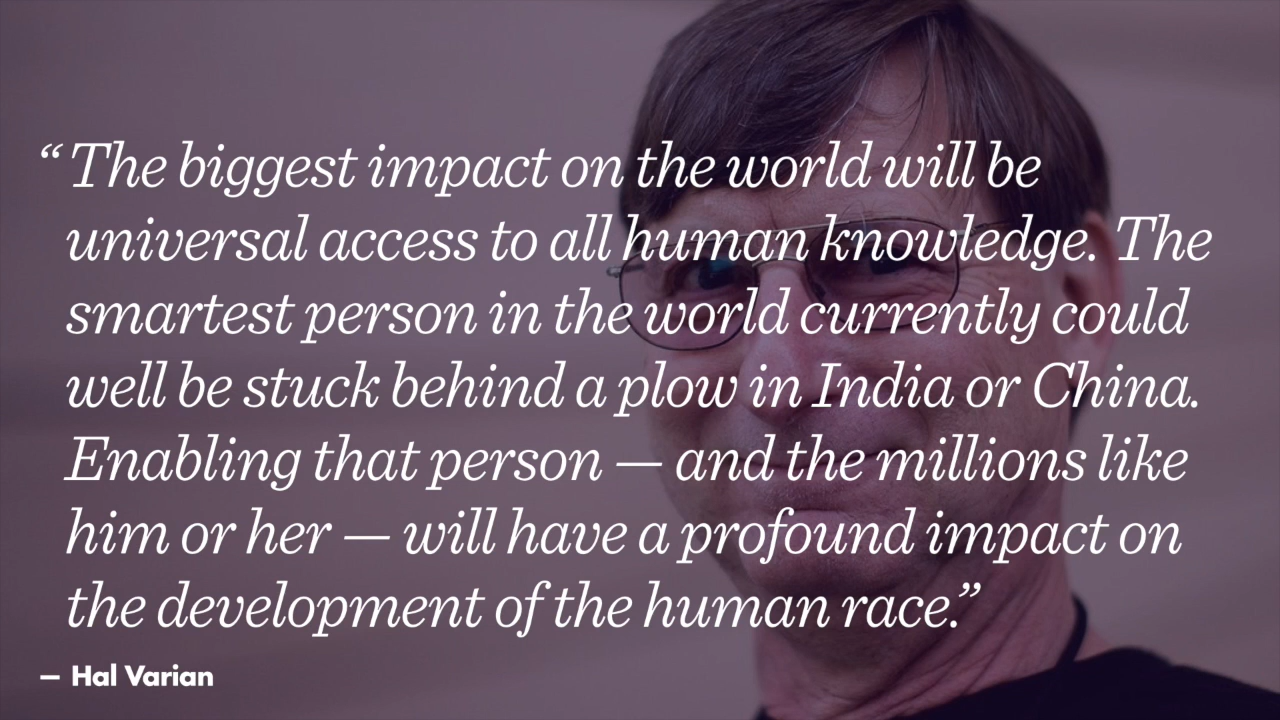 “The biggest impact on the world will be
universal access to all human knowledge. The
smartest person in the world currently could
well be stuck behind a plow in India or China.
Enabling that person — and the millions like
him or her — will have a profound impact on
the development of the human race.”
— Hal Varian